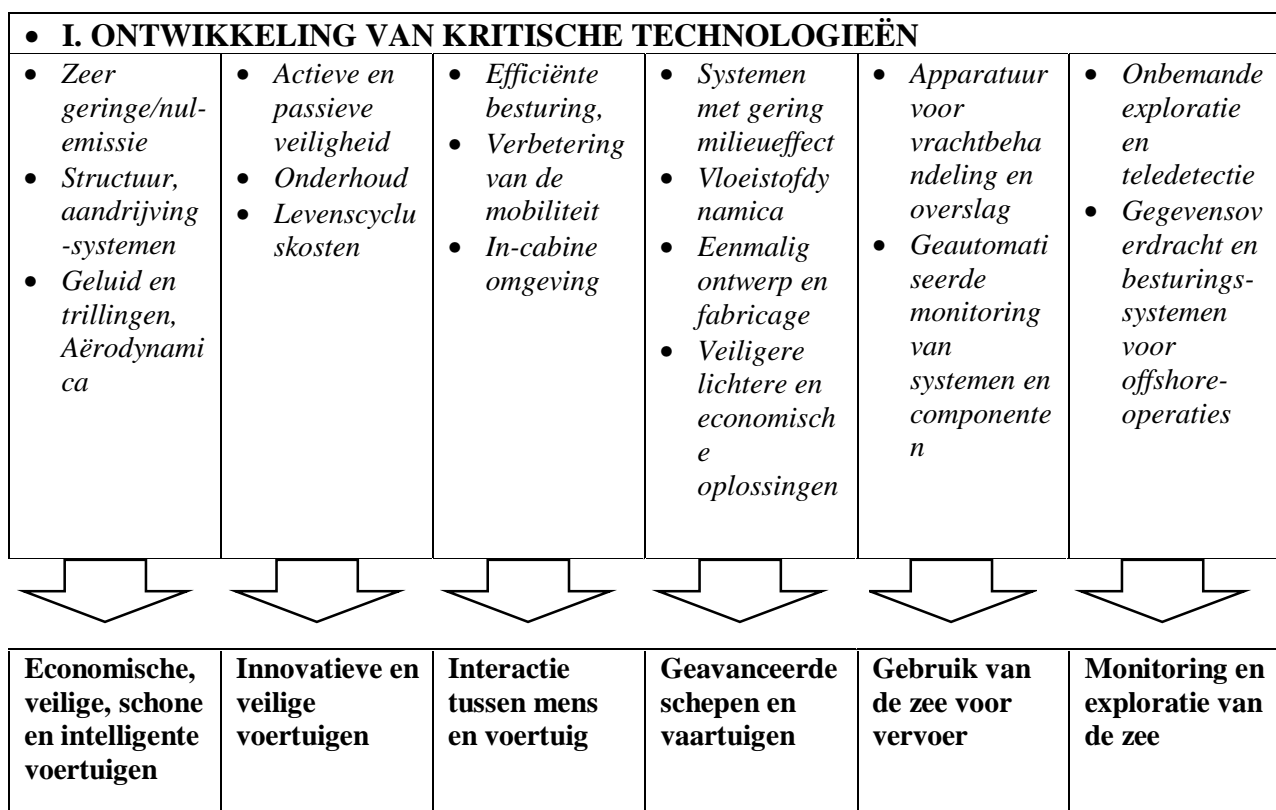 • I. ONTWIKKELING VAN KRITISCHE TECHNOLOGIEËN
• Zeer
geringe/nul-
emissie
• Structuur,
aandrijving
-systemen
• Geluid en
trillingen,
Aërodynami
ca
• Actieve en
passieve
veiligheid
• Onderhoud
• Levenscyclu
skosten
• Efficiënte
besturing,
• Verbetering
van de
mobiliteit
• In-cabine
omgeving
• Systemen
met gering
milieueffect
• Vloeistofdy
namica
• Eenmalig
ontwerp en
fabricage
• Veiligere
lichtere en
economisch
e
oplossingen
• Apparatuur
voor
vrachtbeha
ndeling en
overslag
• Geautomati
seerde
monitoring
van
systemen en
componente
n
• Onbemande
exploratie
en
teledetectie
• Gegevensov
erdracht en
besturings-
systemen
voor
offshore-
operaties
Economische,
veilige, schone
en intelligente
voertuigen
Innovatieve en
veilige
voertuigen
Interactie
tussen mens
en voertuig
Geavanceerde
schepen en
vaartuigen
Gebruik van
de zee voor
vervoer
Monitoring en
exploratie van
de zee